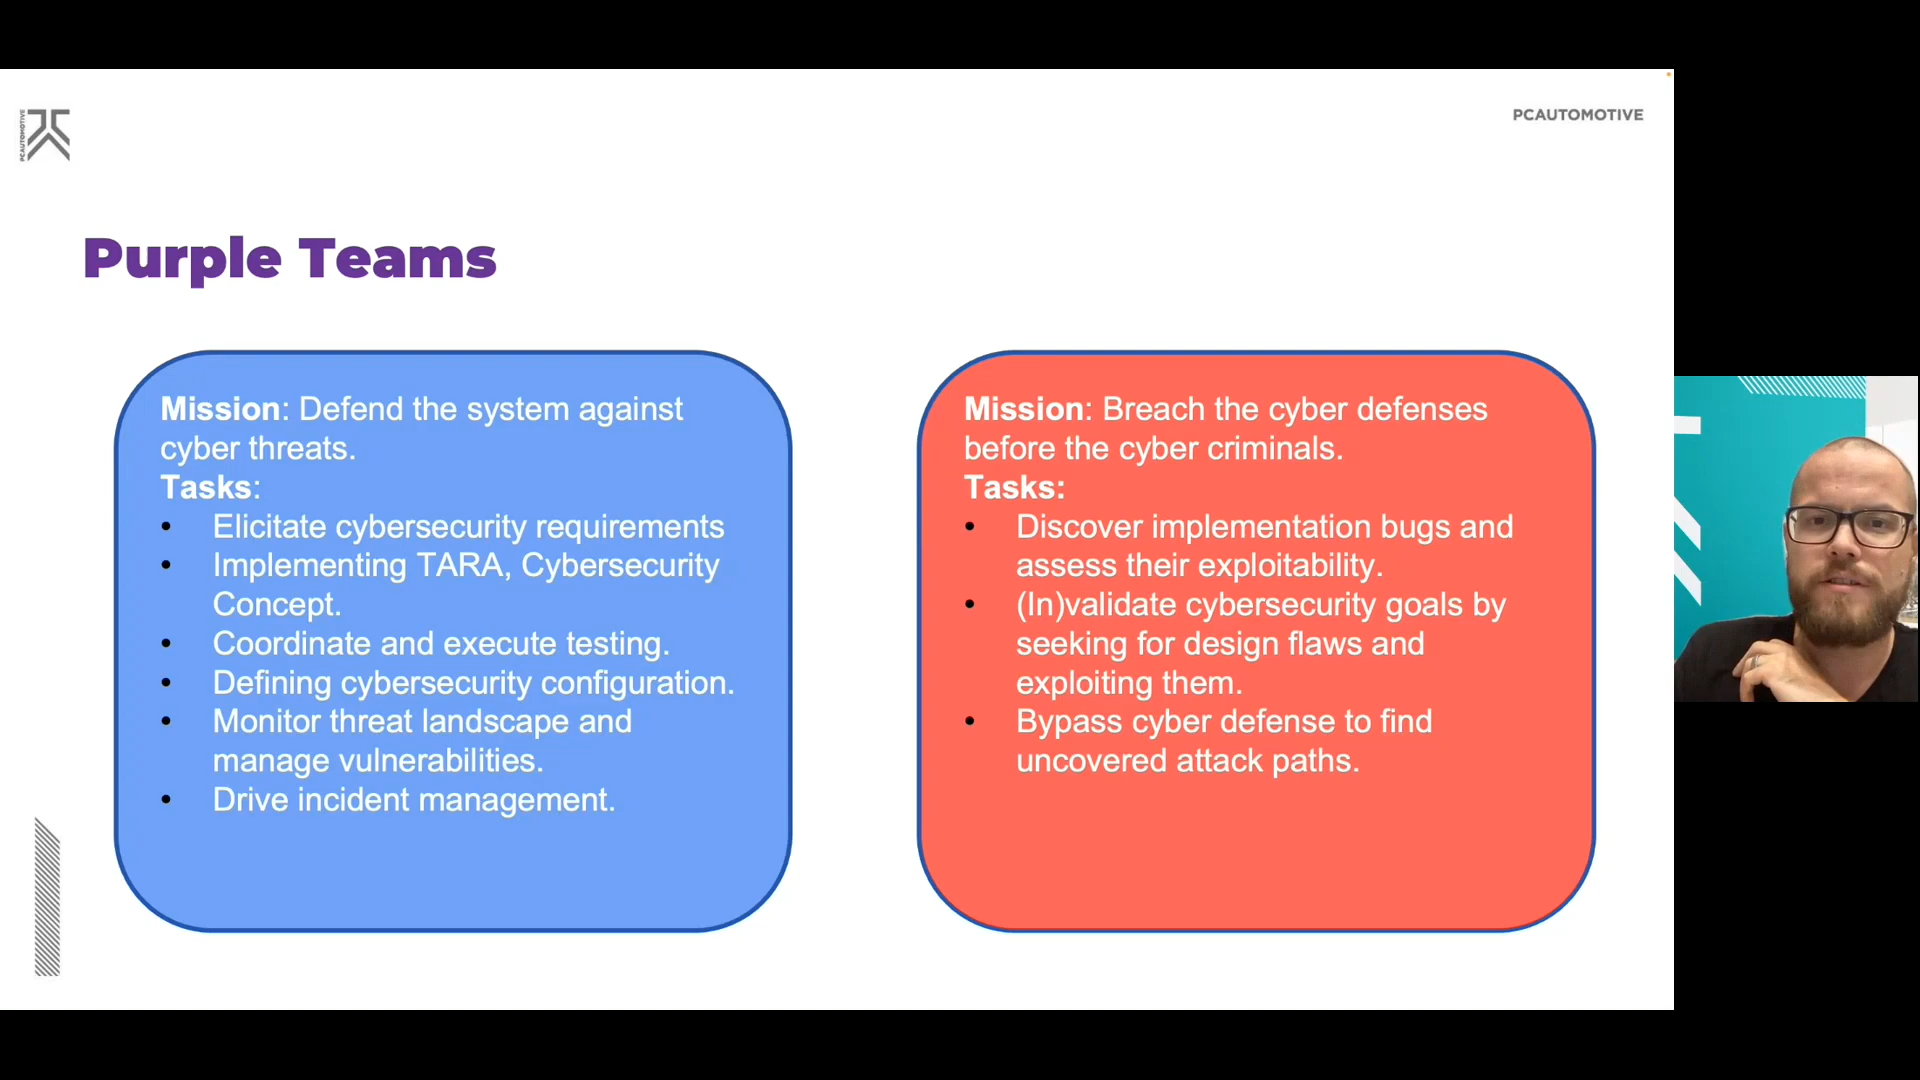 PCAUTOMOTIVE
PCAUTOMOTIVE
Purple Teams
Mission: Defend the system against
cyber threats.
Tasks:
• Elicitate cybersecurity requirements
• Implementing TARA, Cybersecurity
Concept.
• Coordinate and execute testing.
• Defining cybersecurity configuration.
• Monitor threat landscape and
manage vulnerabilities.
• Drive incident management.
Mission: Breach the cyber defenses
before the cyber criminals.
Tasks:
• Discover implementation bugs and
assess their exploitability.
• (In)validate cybersecurity goals by
seeking for design flaws and
exploiting them.
• Bypass cyber defense to find
uncovered attack paths.